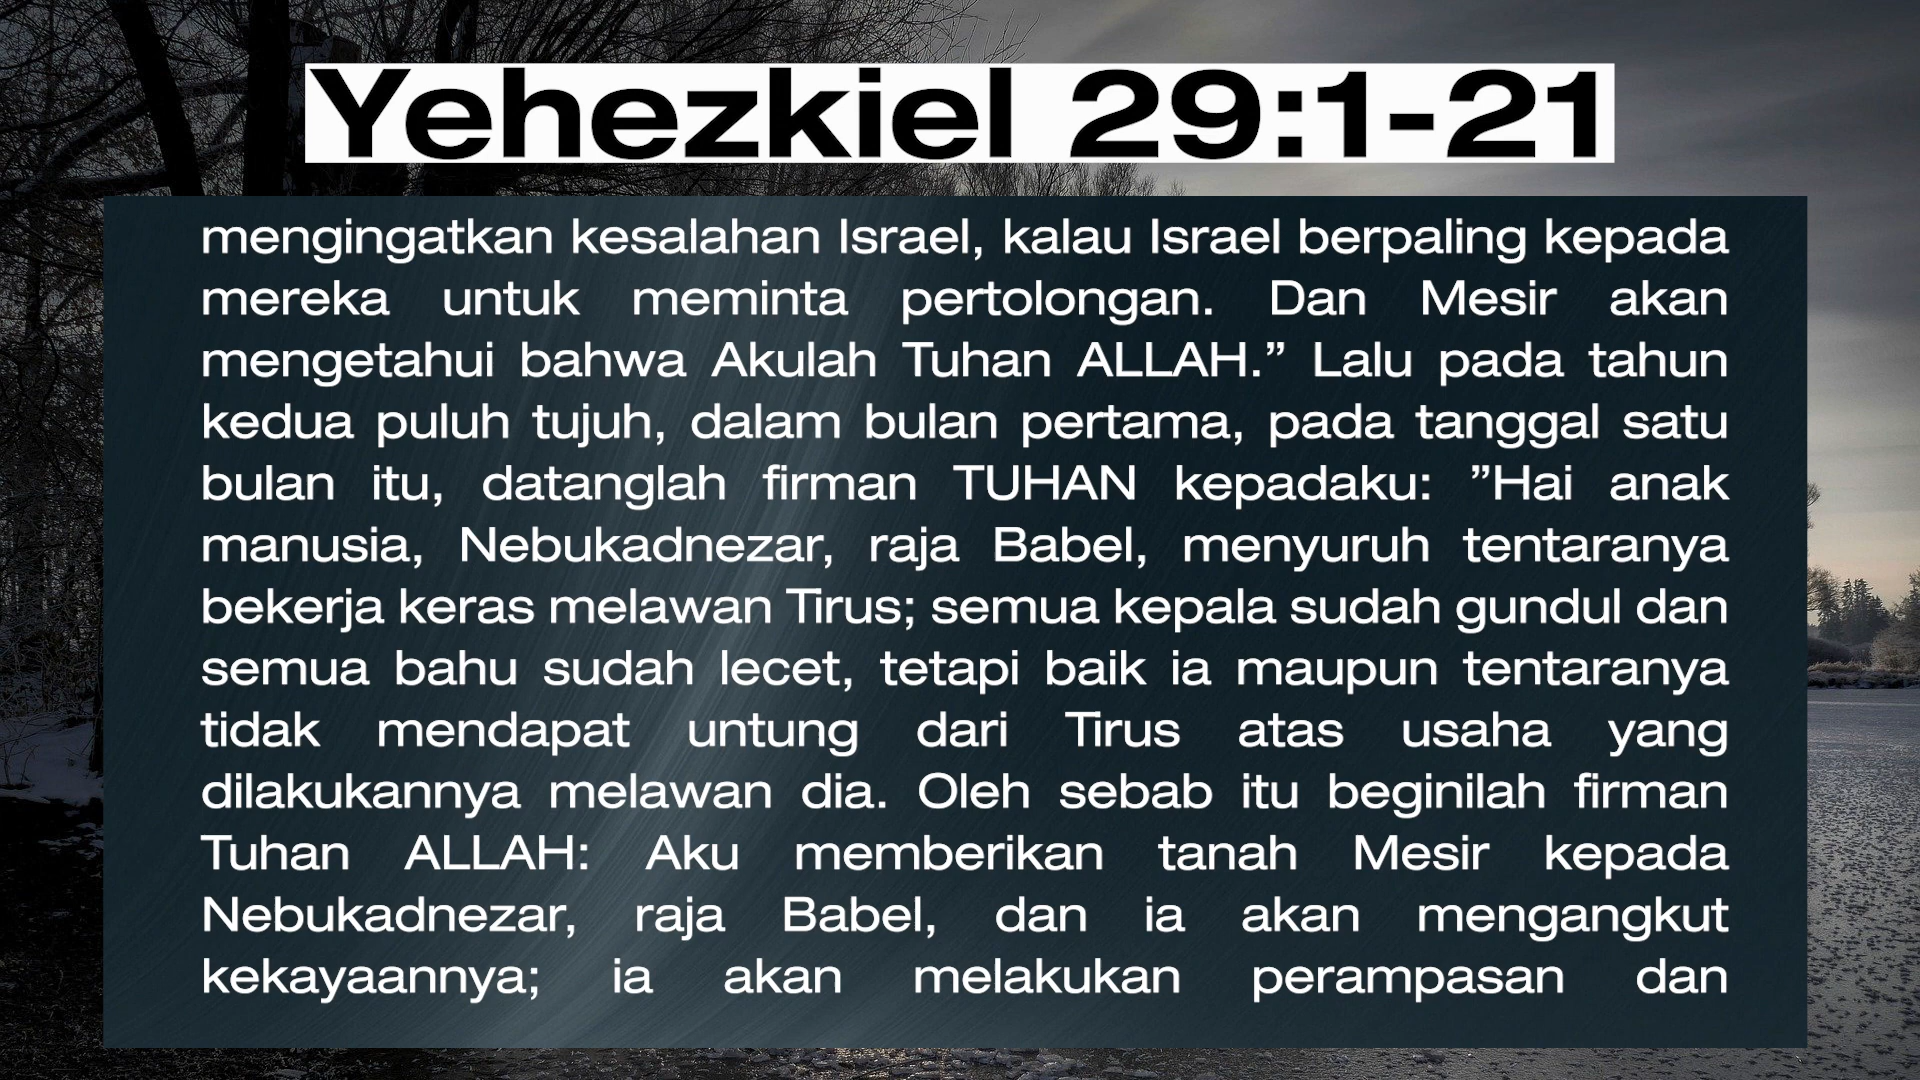 Yehezkiel 29:1-21
mengingatkan kesalahan Israel, kalau Israel berpaling kepada
mereka untuk meminta pertolongan. Dan Mesir akan
mengetahui bahwa Akulah Tuhan ALLAH.” Lalu pada tahun
kedua puluh tujuh, dalam bulan pertama, pada tanggal satu
bulan itu, datanglah firman TUHAN kepadaku: ”Hai anak
manusia, Nebukadnezar, raja Babel, menyuruh tentaranya
bekerja keras melawan Tirus; semua kepala sudah gundul dan
semua bahu sudah lecet, tetapi baik ia maupun tentaranya
tidak mendapat untung dari Tirus atas usaha yang
dilakukannya melawan dia. Oleh sebab itu beginilah firman
Tuhan ALLAH: Aku memberikan tanah Mesir kepada
Nebukadnezar, raja Babel, dan ia akan mengangkut
kekayaannya; ia akan melakukan perampasan dan